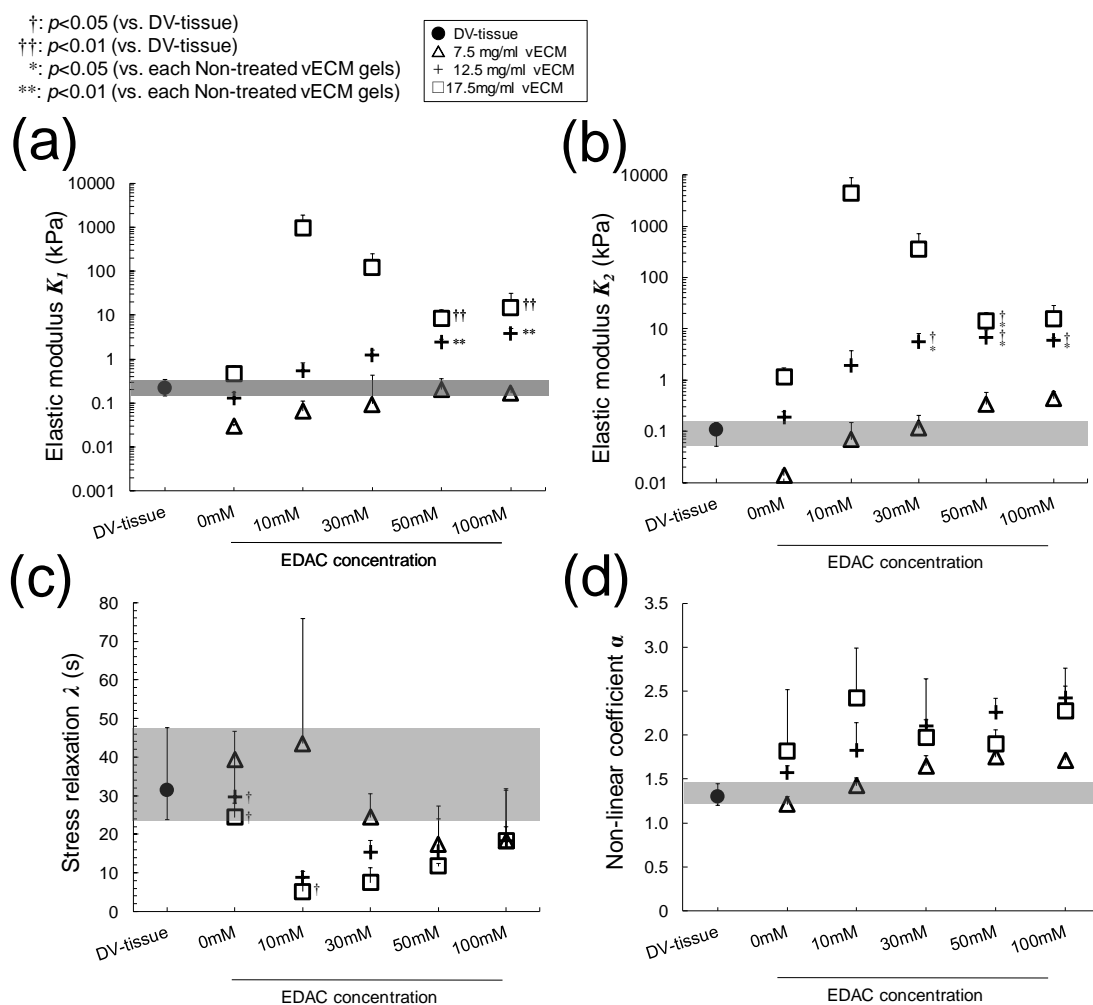 †: p<0.05 (vs. DV-tissue)
††: p<0.01 (vs. DV-tissue)
*: p<0.05 (vs. each Non-treated vECM gels)
**: p<0.01 (vs. each Non-treated vECM gels)
● DV-tissue
△ 7.5 mg/ml vECM
+ 12.5 mg/ml vECM
□ 17.5mg/ml vECM
(a)
Elastic modulus K1 (kPa)
10000
1000
100
10
1
0.1
0.01
0.001
††
**
††
**
DV-tissue
0mM
10mM
30mM
50mM
100mM
EDAC concentration
(b)
Elastic modulus K2 (kPa)
10000
1000
100
10
1
0.1
0.01
†
*
†
*
†
*
†
*
DV-tissue
0mM
10mM
30mM
50mM
100mM
EDAC concentration
(c)
Stress relaxation λ (s)
80
70
60
50
40
30
20
10
0
†
†
†
DV-tissue
0mM
10mM
30mM
50mM
100mM
EDAC concentration
(d)
Non-linear coefficient α
3.5
3.0
2.5
2.0
1.5
1.0
0.5
0.0
DV-tissue
0mM
10mM
30mM
50mM
100mM
EDAC concentration